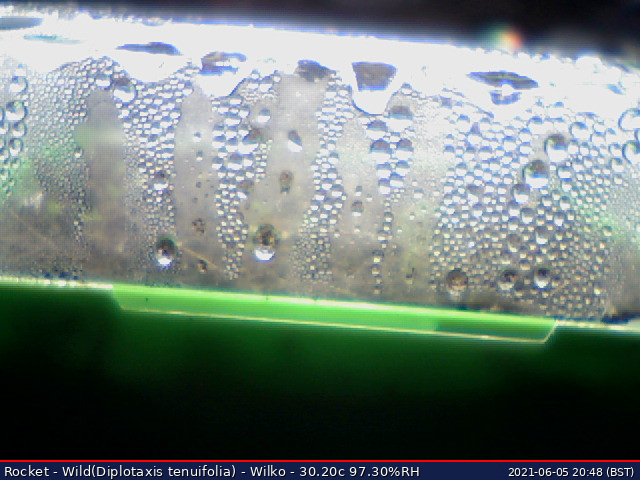 Rocket - Wild(Diplotaxis tenuifolia) - Wilko - 30.20c 97.30%RH
2021-06-05 20:48 (BST)